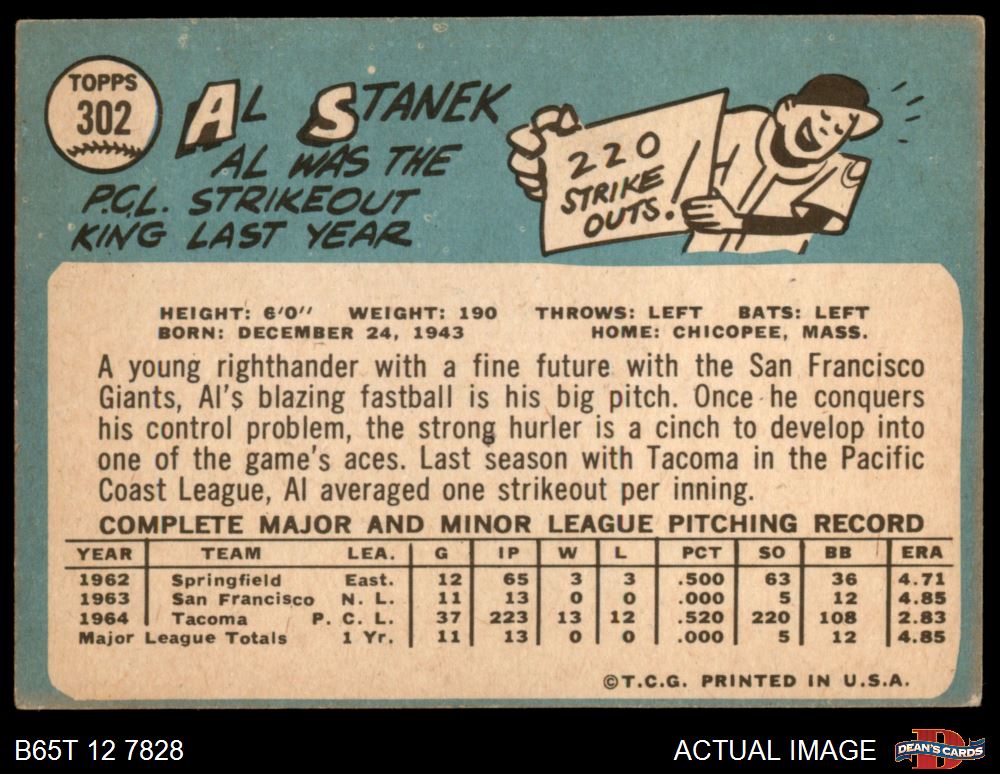 TOPPS
302
AL STANEK
AL WAS THE
P.C.L. STRIKEOUT
KING LAST YEAR
220
STRIKE
OUTS!
HEIGHT: 6'0" WEIGHT: 190 THROWS: LEFT BATS: LEFT
BORN: DECEMBER 24, 1943 HOME: CHICOPEE, MASS.
A young righthander with a fine future with the San Francisco
Giants, Al's blazing fastball is his big pitch. Once he conquers
his control problem, the strong hurler is a cinch to develop into
one of the game's aces. Last season with Tacoma in the Pacific
Coast League, Al averaged one strikeout per inning.
COMPLETE MAJOR AND MINOR LEAGUE PITCHING RECORD
YEAR TEAM LEA. G IP W L PCT SO BB ERA
1962 Springfield East. 12 65 3 3 .500 63 36 4.71
1963 San Francisco N. L. 11 13 0 0 .000 5 12 4.85
1964 Tacoma P. C. L. 37 223 13 12 .520 220 108 2.83
Major League Totals 1 Yr. 11 13 0 0 .000 5 12 4.85
©T.C.G. PRINTED IN U.S.A.
B65T 12 7828 ACTUAL IMAGE DEAN'S CARDS